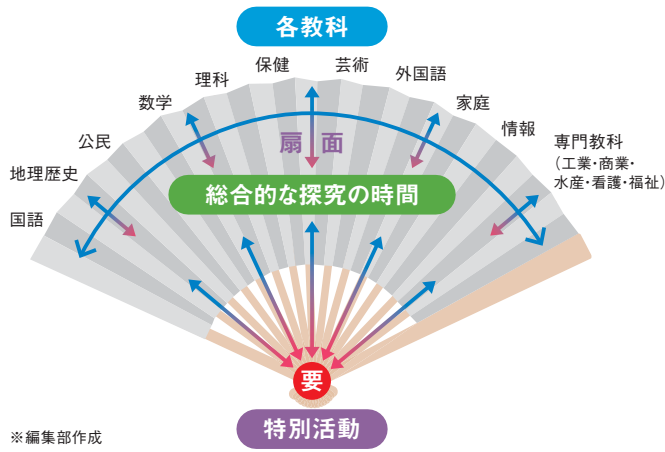 各教科
保健
芸術
理科
外国語
数学
家庭
公民
情報
扇面
専門教科
(工業・商業・
水産・看護・福祉)
地理歴史
総合的な探究の時間
国語
要
特別活動
※編集部作成